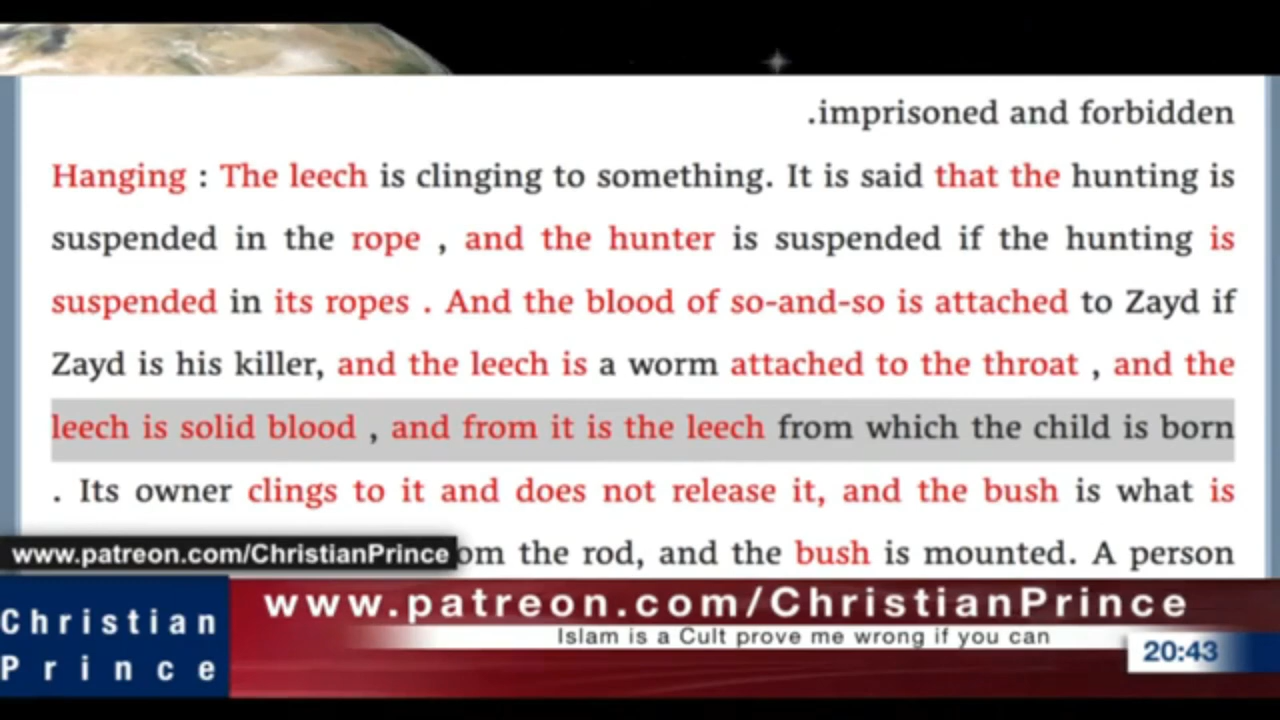 .imprisoned and forbidden
Hanging : The leech is clinging to something. It is said that the hunting is
suspended in the rope , and the hunter is suspended if the hunting is
suspended in its ropes . And the blood of so-and-so is attached to Zayd if
Zayd is his killer, and the leech is a worm attached to the throat , and the
leech is solid blood , and from it is the leech from which the child is born
. Its owner clings to it and does not release it, and the bush is what is
om the rod, and the bush is mounted. A person
www.patreon.com/ChristianPrince
www.patreon.com/ChristianPrince
Islam is a Cult prove me wrong if you can
Christian
Prince
20:43